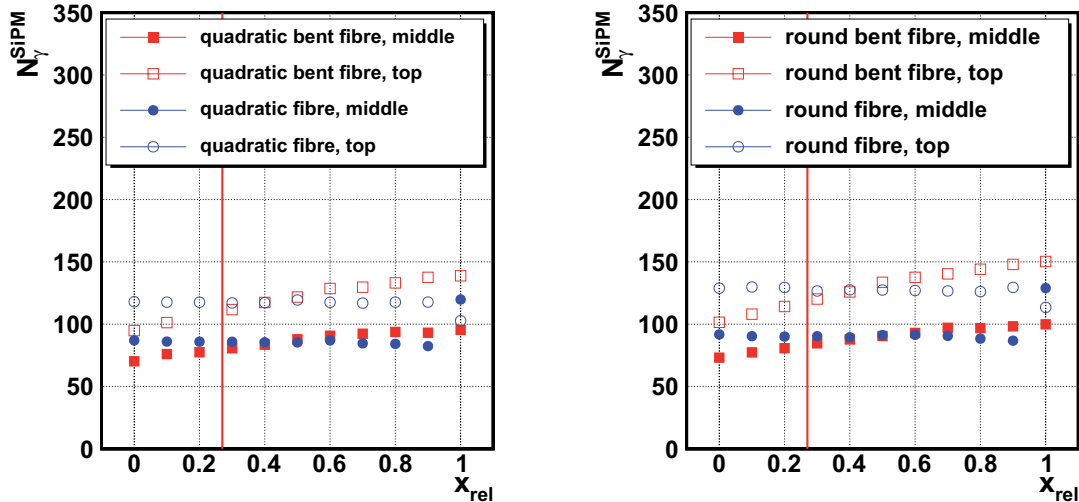 N_γ^SiPM
350
300
250
200
150
100
50
0
quadratic bent fibre, middle
quadratic bent fibre, top
quadratic fibre, middle
quadratic fibre, top
0 0.2 0.4 0.6 0.8 1
x_rel
N_γ^SiPM
350
300
250
200
150
100
50
0
round bent fibre, middle
round bent fibre, top
round fibre, middle
round fibre, top
0 0.2 0.4 0.6 0.8 1
x_rel